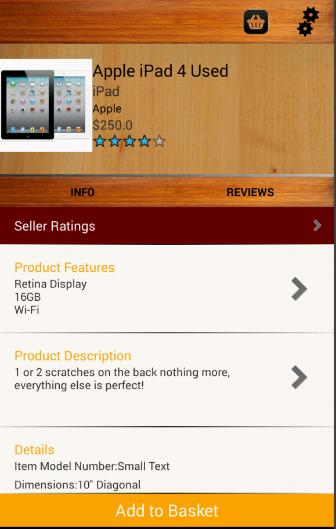 Apple iPad 4 Used
iPad
Apple
$250.0
INFO
REVIEWS
Seller Ratings
Product Features
Retina Display
16GB
Wi-Fi
Product Description
1 or 2 scratches on the back nothing more,
everything else is perfect!
Details
Item Model Number:Small Text
Dimensions:10" Diagonal
Add to Basket